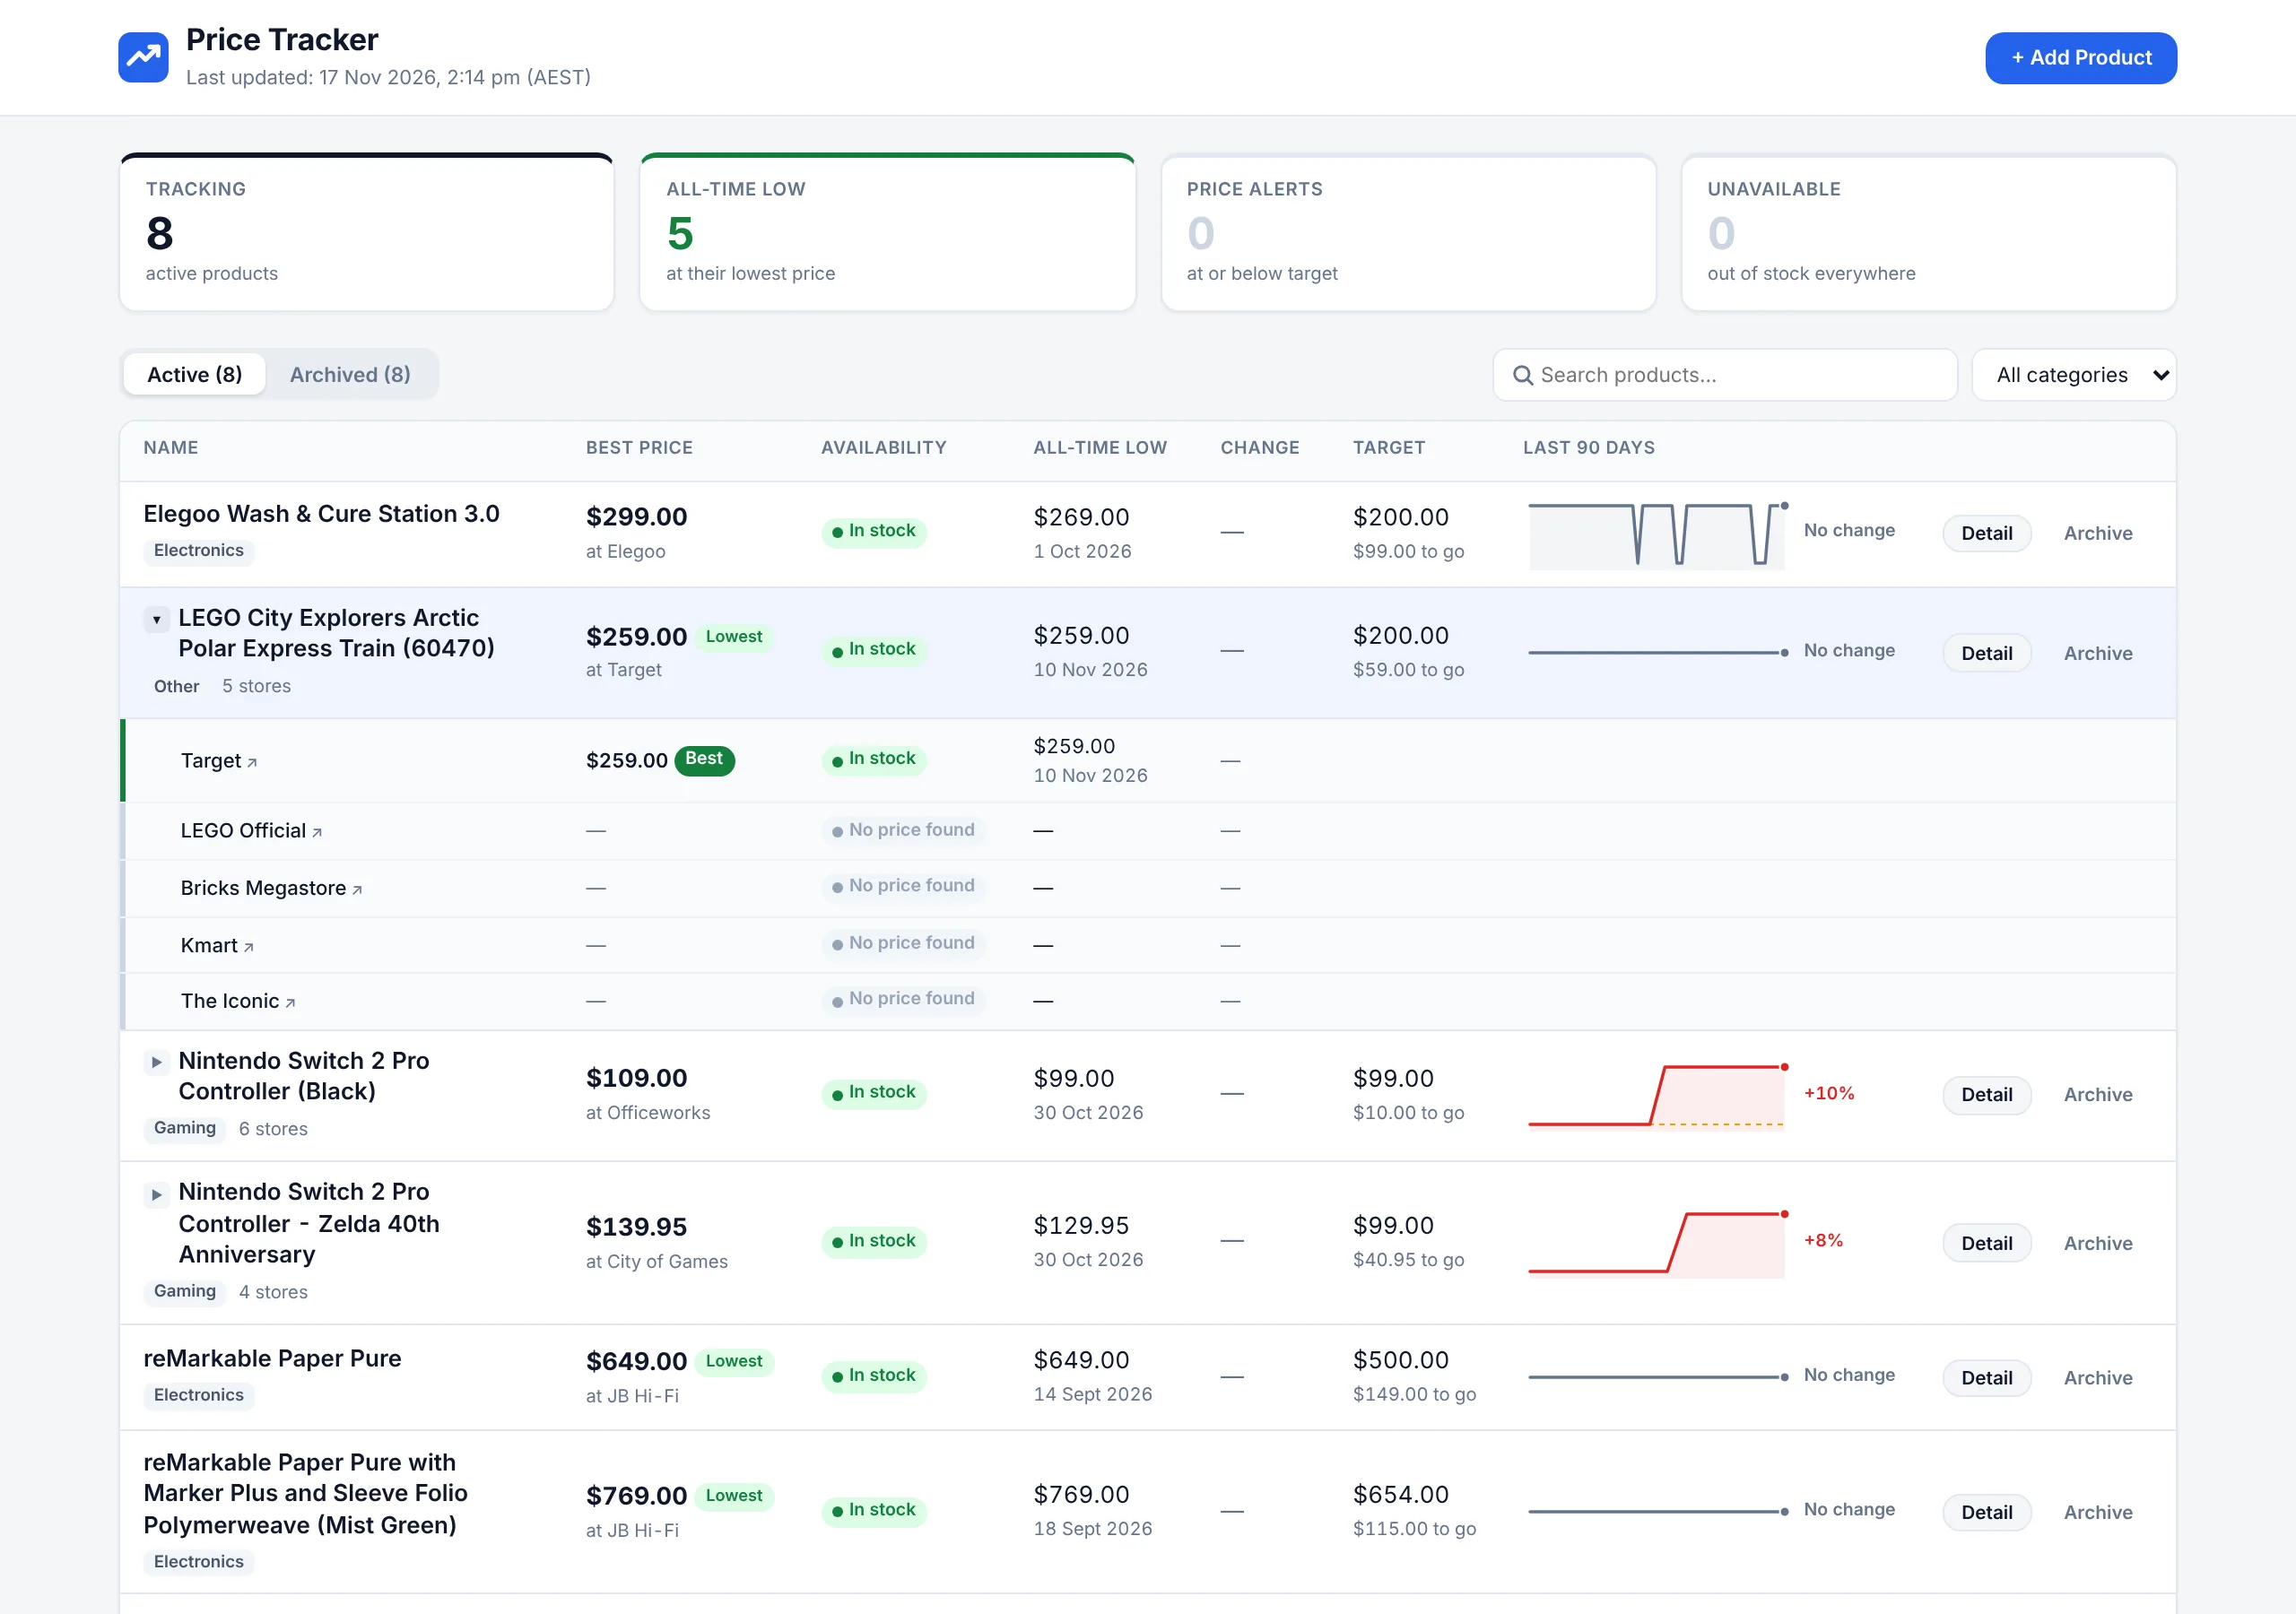 Price Tracker
Last updated: 17 Nov 2026, 2:14 pm (AEST)
+ Add Product
TRACKING
8
active products
ALL-TIME LOW
5
at their lowest price
PRICE ALERTS
0
at or below target
UNAVAILABLE
0
out of stock everywhere
Active (8)
Archived (8)
Search products...
All categories
NAME BEST PRICE AVAILABILITY ALL-TIME LOW CHANGE TARGET LAST 90 DAYS
Elegoo Wash & Cure Station 3.0
Electronics
$299.00
at Elegoo
In stock
$269.00
1 Oct 2026
—
$200.00
$99.00 to go
No change
Detail
Archive
LEGO City Explorers Arctic
Polar Express Train (60470)
Other 5 stores
$259.00 Lowest
at Target
In stock
$259.00
10 Nov 2026
—
$200.00
$59.00 to go
No change
Detail
Archive
Target ↗
$259.00 Best
In stock
$259.00
10 Nov 2026
—
LEGO Official ↗ — No price found — —
Bricks Megastore ↗ — No price found — —
Kmart ↗ — No price found — —
The Iconic ↗ — No price found — —
Nintendo Switch 2 Pro
Controller (Black)
Gaming 6 stores
$109.00
at Officeworks
In stock
$99.00
30 Oct 2026
—
$99.00
$10.00 to go
+10%
Detail
Archive
Nintendo Switch 2 Pro
Controller - Zelda 40th
Anniversary
Gaming 4 stores
$139.95
at City of Games
In stock
$129.95
30 Oct 2026
—
$99.00
$40.95 to go
+8%
Detail
Archive
reMarkable Paper Pure
Electronics
$649.00 Lowest
at JB Hi-Fi
In stock
$649.00
14 Sept 2026
—
$500.00
$149.00 to go
No change
Detail
Archive
reMarkable Paper Pure with
Marker Plus and Sleeve Folio
Polymerweave (Mist Green)
Electronics
$769.00 Lowest
at JB Hi-Fi
In stock
$769.00
18 Sept 2026
—
$654.00
$115.00 to go
No change
Detail
Archive